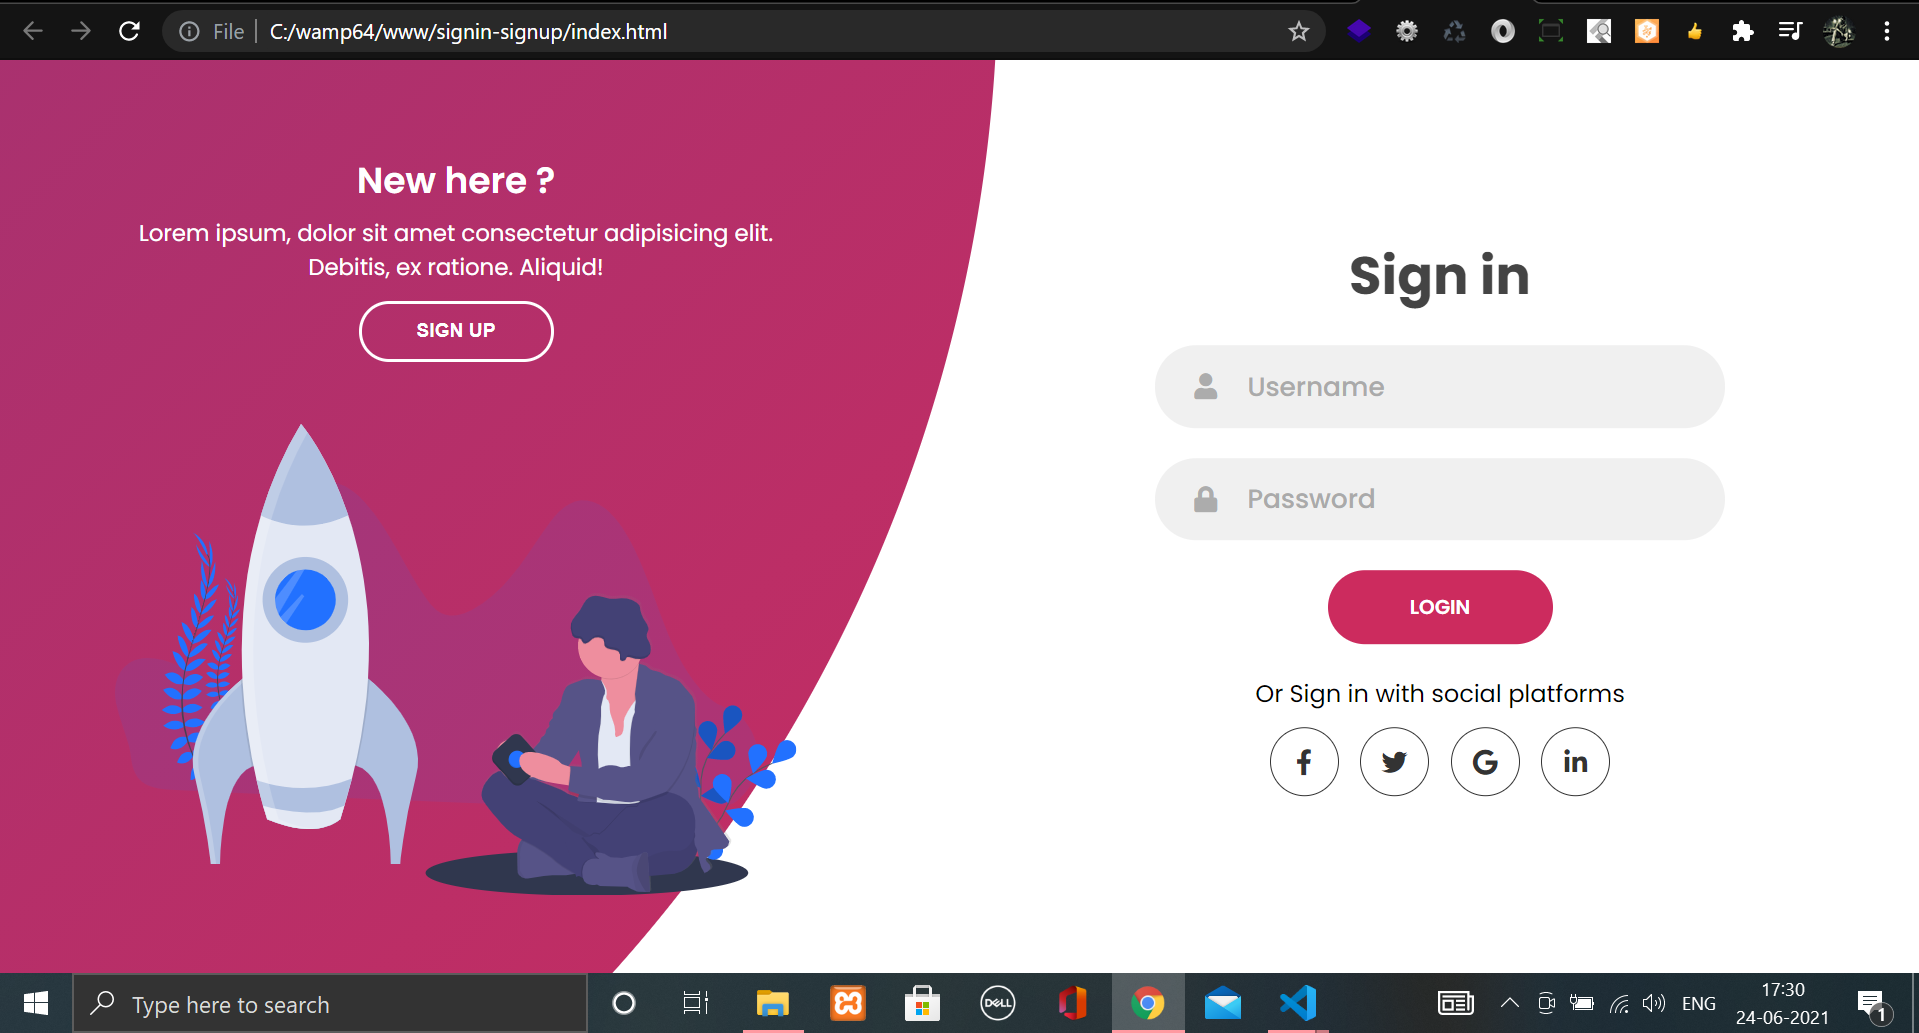 File
C:/wamp64/www/signin-signup/index.html
New here ?
Lorem ipsum, dolor sit amet consectetur adipisicing elit.
Debitis, ex ratione. Aliquid!
SIGN UP
Sign in
Username
Password
LOGIN
Or Sign in with social platforms
Type here to search
DELL
ENG
17:30
24-06-2021
1